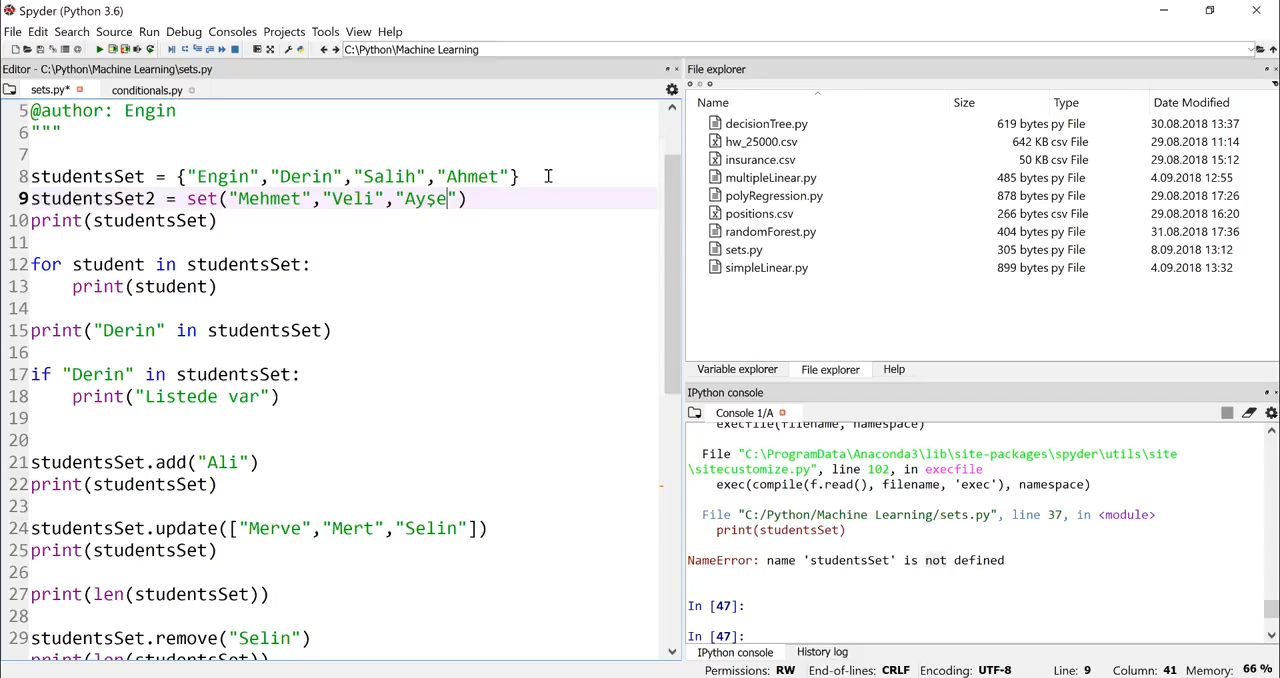 Spyder (Python 3.6)
File Edit Search Source Run Debug Consoles Projects Tools View Help
C:\Python\Machine Learning
Editor - C:\Python\Machine Learning\sets.py
sets.py* conditionals.py
5 @author: Engin
6 """
7
8 studentsSet = {"Engin","Derin","Salih","Ahmet"}
9 studentsSet2 = set("Mehmet","Veli","Ayşe")
10 print(studentsSet)
11
12 for student in studentsSet:
13     print(student)
14
15 print("Derin" in studentsSet)
16
17 if "Derin" in studentsSet:
18     print("Listede var")
19
20
21 studentsSet.add("Ali")
22 print(studentsSet)
23
24 studentsSet.update(["Merve","Mert","Selin"])
25 print(studentsSet)
26
27 print(len(studentsSet))
28
29 studentsSet.remove("Selin")
print(len(studentsSet))
File explorer
Name Size Type Date Modified
decisionTree.py 619 bytes py File 30.08.2018 13:37
hw_25000.csv 642 KB csv File 29.08.2018 11:14
insurance.csv 50 KB csv File 29.08.2018 15:12
multipleLinear.py 485 bytes py File 4.09.2018 12:55
polyRegression.py 878 bytes py File 29.08.2018 17:26
positions.csv 266 bytes csv File 29.08.2018 16:20
randomForest.py 404 bytes py File 31.08.2018 17:36
sets.py 305 bytes py File 8.09.2018 13:12
simpleLinear.py 899 bytes py File 4.09.2018 13:32
Variable explorer File explorer Help
IPython console
Console 1/A
execfile(filename, namespace)
File "C:\ProgramData\Anaconda3\lib\site-packages\spyder\utils\site
\sitecustomize.py", line 102, in execfile
exec(compile(f.read(), filename, 'exec'), namespace)
File "C:/Python/Machine Learning/sets.py", line 37, in <module>
print(studentsSet)
NameError: name 'studentsSet' is not defined
In [47]:
In [47]:
IPython console History log
Permissions: RW End-of-lines: CRLF Encoding: UTF-8 Line: 9 Column: 41 Memory: 66 %